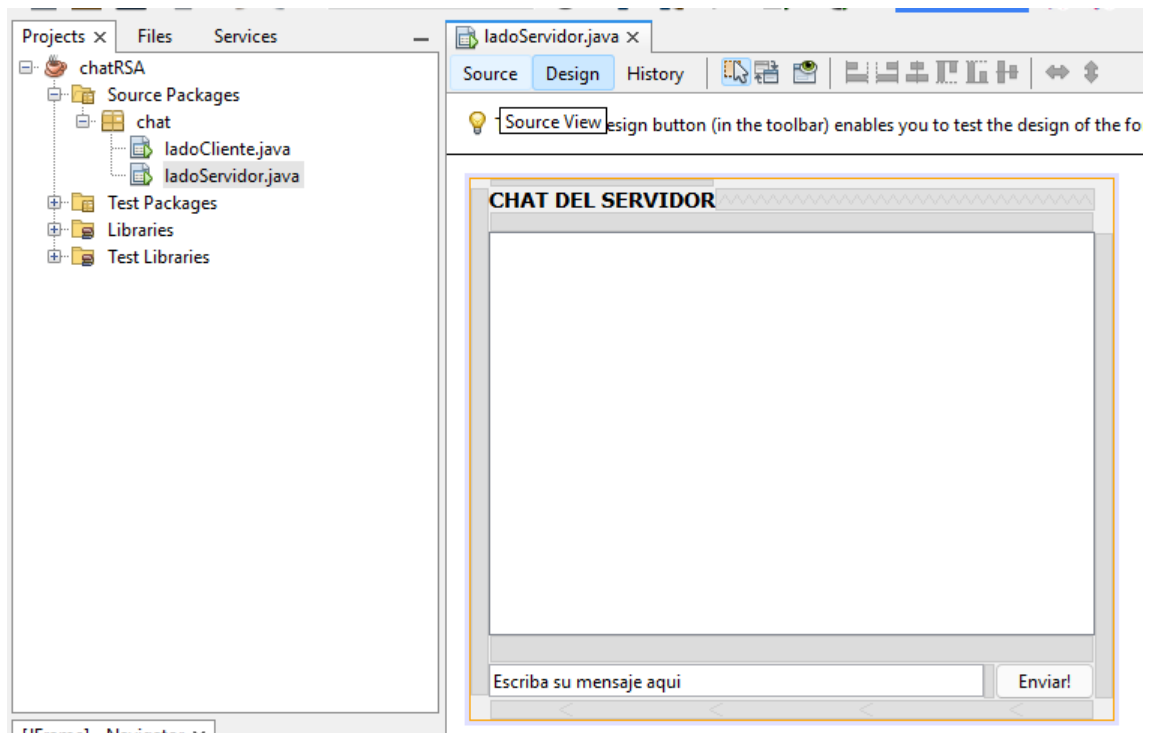 Projects × Files Services
chatRSA
Source Packages
chat
ladoCliente.java
ladoServidor.java
Test Packages
Libraries
Test Libraries
ladoServidor.java ×
Source Design History
Source View esign button (in the toolbar) enables you to test the design of the fo
CHAT DEL SERVIDOR
Escriba su mensaje aqui
Enviar!